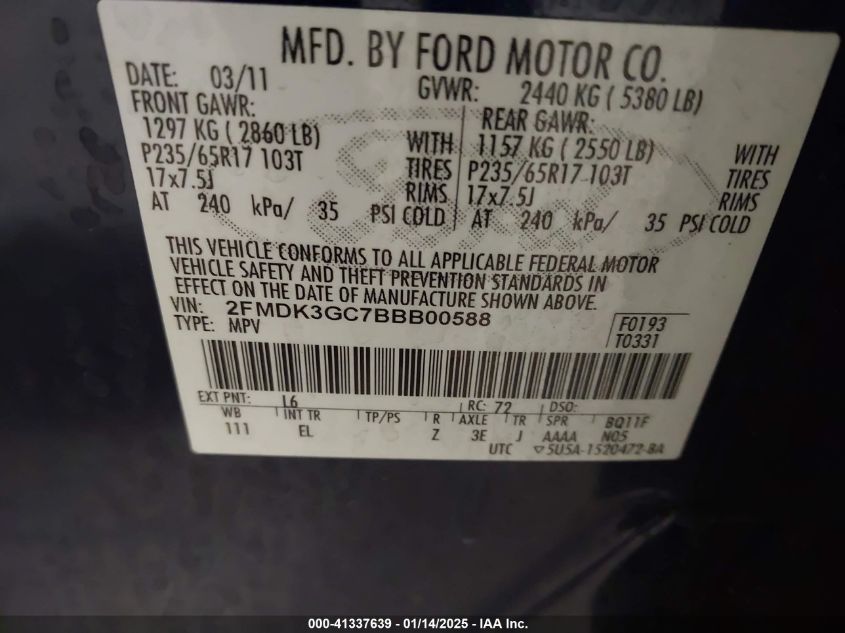 MFD. BY FORD MOTOR CO.
DATE: 03/11 GVWR: 2440 KG ( 5380 LB)
FRONT GAWR: REAR GAWR:
1297 KG ( 2860 LB) WITH 1157 KG ( 2550 LB) WITH
P235/65R17 103T TIRES P235/65R17 103T TIRES
17x7.5J RIMS 17x7.5J RIMS
AT 240 kPa/ 35 PSI COLD AT 240 kPa/ 35 PSI COLD
THIS VEHICLE CONFORMS TO ALL APPLICABLE FEDERAL MOTOR
VEHICLE SAFETY AND THEFT PREVENTION STANDARDS IN
EFFECT ON THE DATE OF MANUFACTURE SHOWN ABOVE.
VIN: 2FMDK3GC7BBB00588
TYPE: MPV
F0193
T0331
EXT PNT: L6 RC: 72 DSO:
WB INT TR TP/PS R AXLE TR SPR BQ11F
111 EL Z 3E J AAAA N05
UTC ▽5U5A-1520472-BA
000-41337639 - 01/14/2025 - IAA Inc.